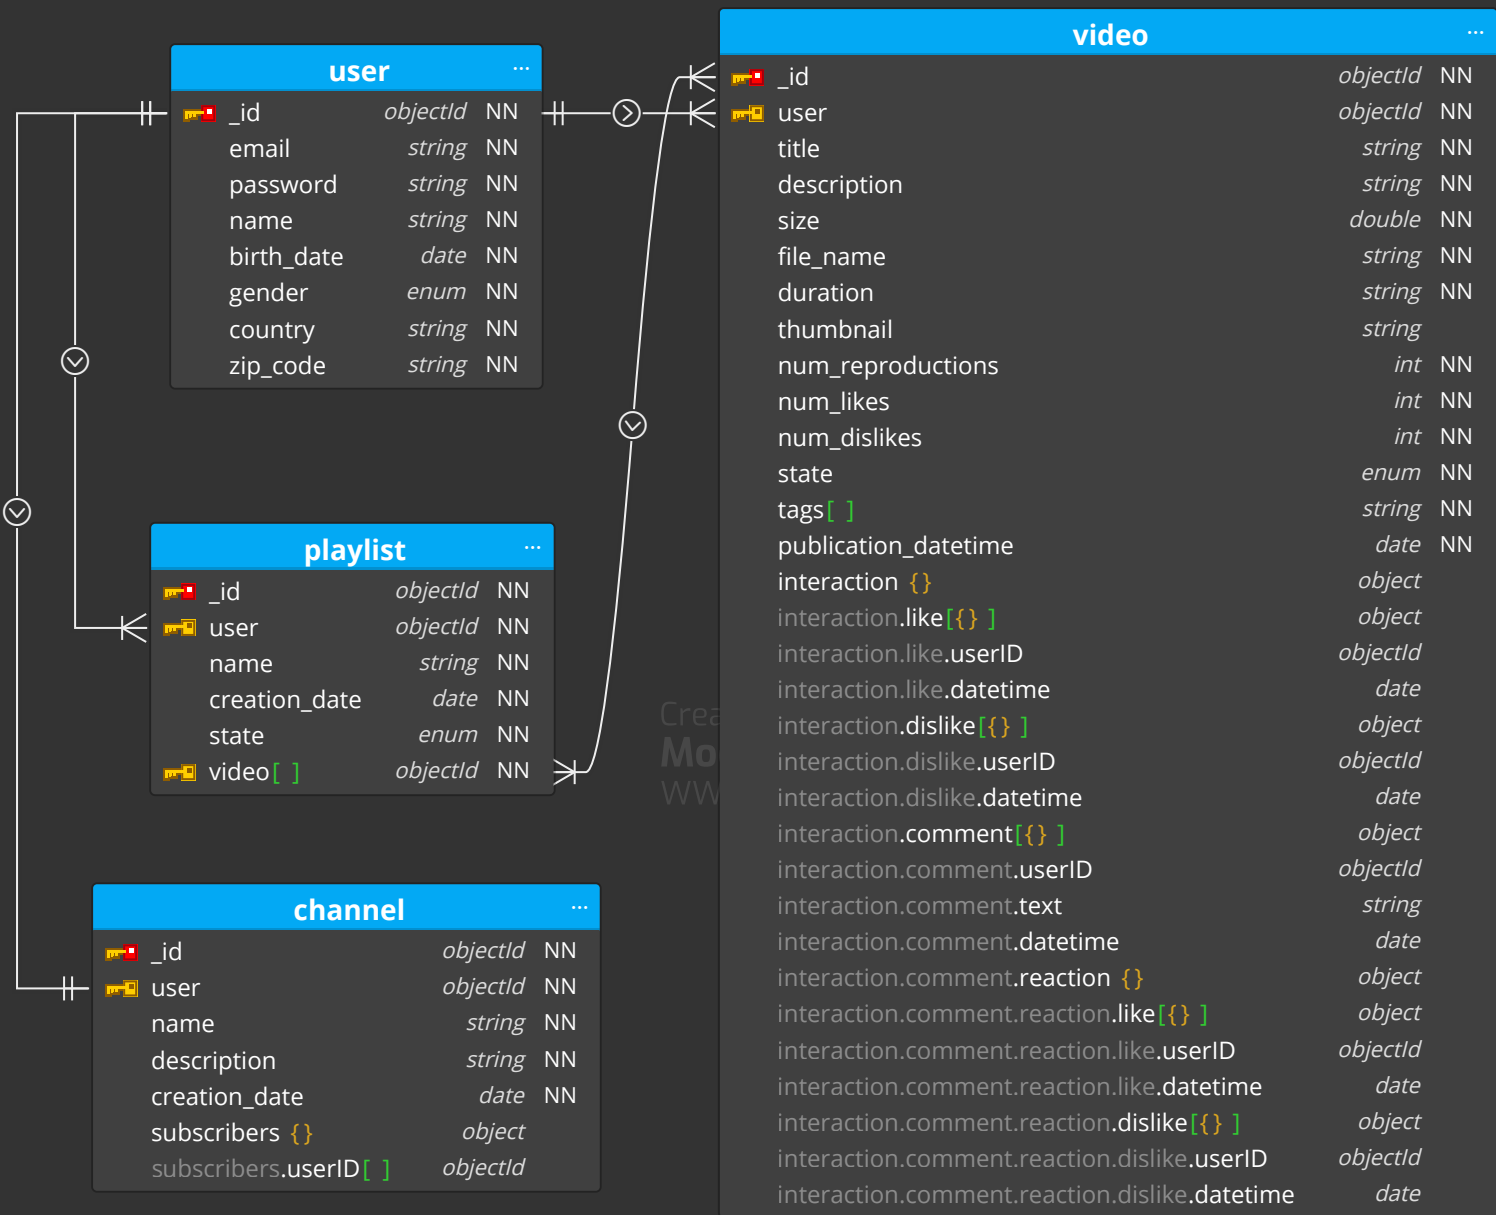 user ...
_id objectId NN
email string NN
password string NN
name string NN
birth_date date NN
gender enum NN
country string NN
zip_code string NN
playlist ...
_id objectId NN
user objectId NN
name string NN
creation_date date NN
state enum NN
video[ ] objectId NN
channel ...
_id objectId NN
user objectId NN
name string NN
description string NN
creation_date date NN
subscribers {} object
subscribers.userID[ ] objectId
video ...
_id objectId NN
user objectId NN
title string NN
description string NN
size double NN
file_name string NN
duration string NN
thumbnail string
num_reproductions int NN
num_likes int NN
num_dislikes int NN
state enum NN
tags[ ] string NN
publication_datetime date NN
interaction {} object
interaction.like[{} ] object
interaction.like.userID objectId
interaction.like.datetime date
interaction.dislike[{} ] object
interaction.dislike.userID objectId
interaction.dislike.datetime date
interaction.comment[{} ] object
interaction.comment.userID objectId
interaction.comment.text string
interaction.comment.datetime date
interaction.comment.reaction {} object
interaction.comment.reaction.like[{} ] object
interaction.comment.reaction.like.userID objectId
interaction.comment.reaction.like.datetime date
interaction.comment.reaction.dislike[{} ] object
interaction.comment.reaction.dislike.userID objectId
interaction.comment.reaction.dislike.datetime date